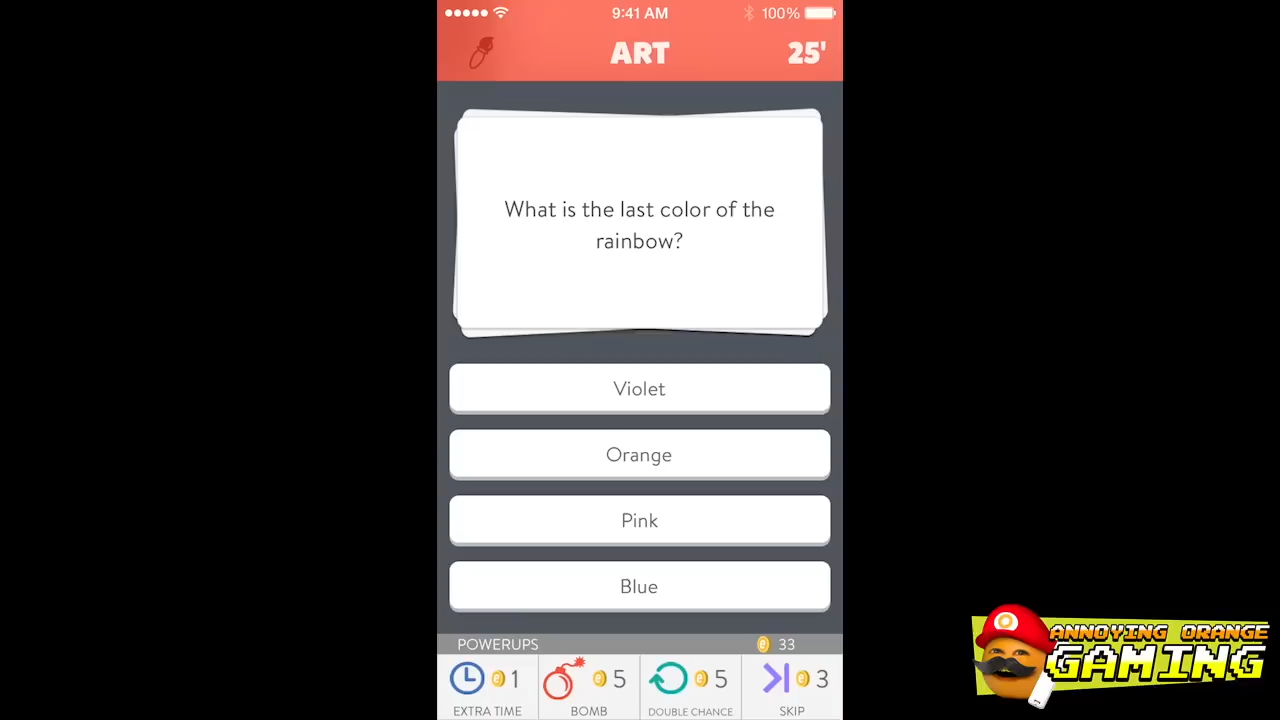 9:41 AM
100%
ART
25'
What is the last color of the
rainbow?
Violet
Orange
Pink
Blue
POWERUPS
33
1
5
5
3
EXTRA TIME
BOMB
DOUBLE CHANCE
SKIP
ANNOYING ORANGE
GAMING